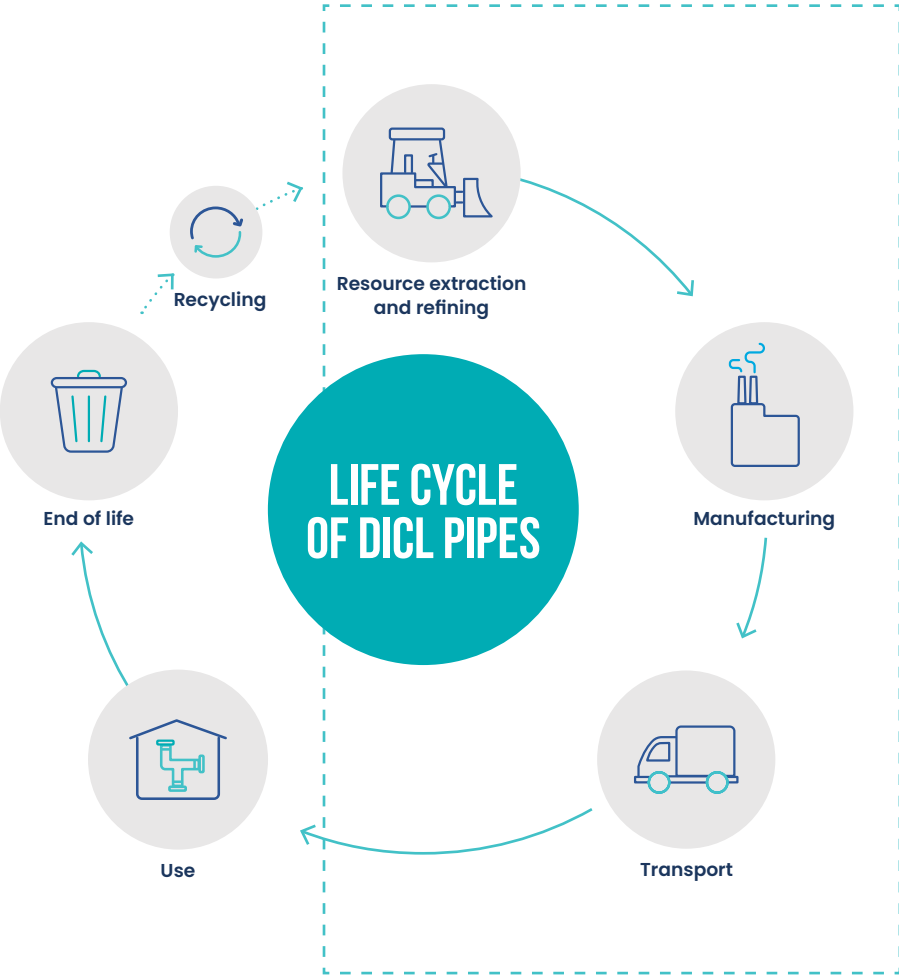 Recycling
Resource extraction
and refining
LIFE CYCLE
OF DICL PIPES
End of life
Manufacturing
Use
Transport